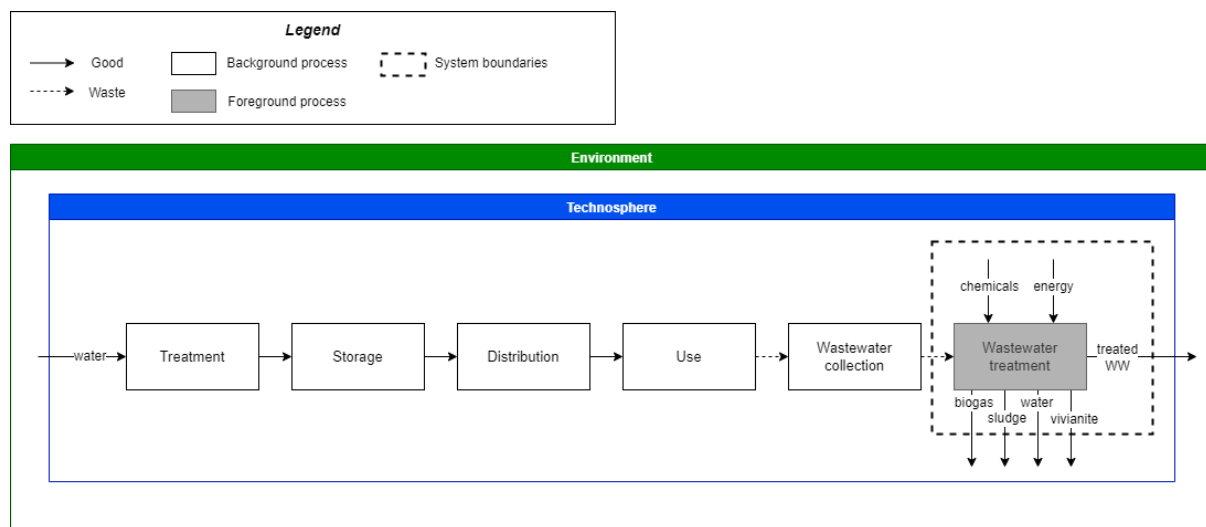 Legend
Good
Background process
System boundaries
Waste
Foreground process
Environment
Technosphere
chemicals
energy
water
Treatment
Storage
Distribution
Use
Wastewater
collection
Wastewater
treatment
treated
WW
biogas
sludge
water
vivianite